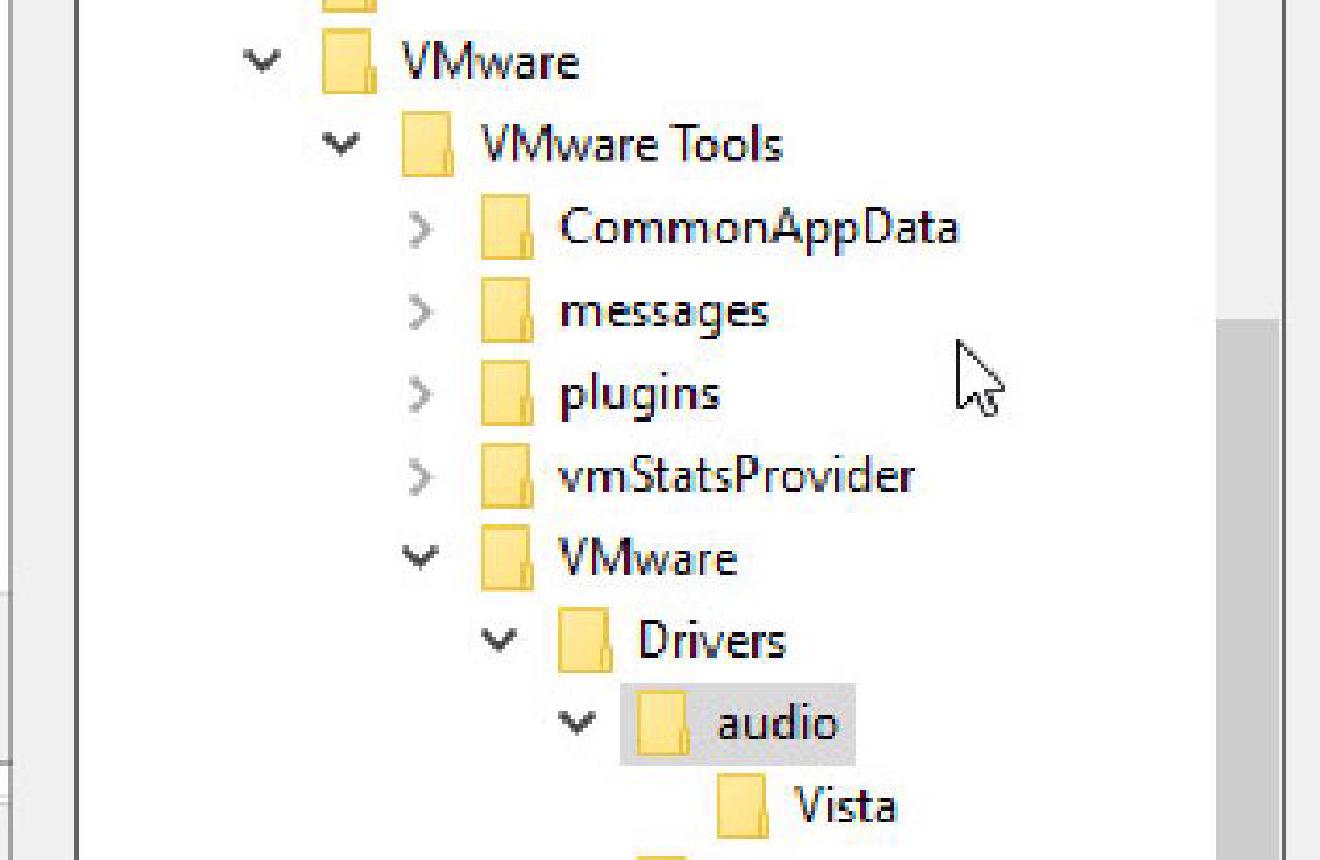 VMware
VMware Tools
CommonAppData
messages
plugins
vmStatsProvider
VMware
Drivers
audio
Vista